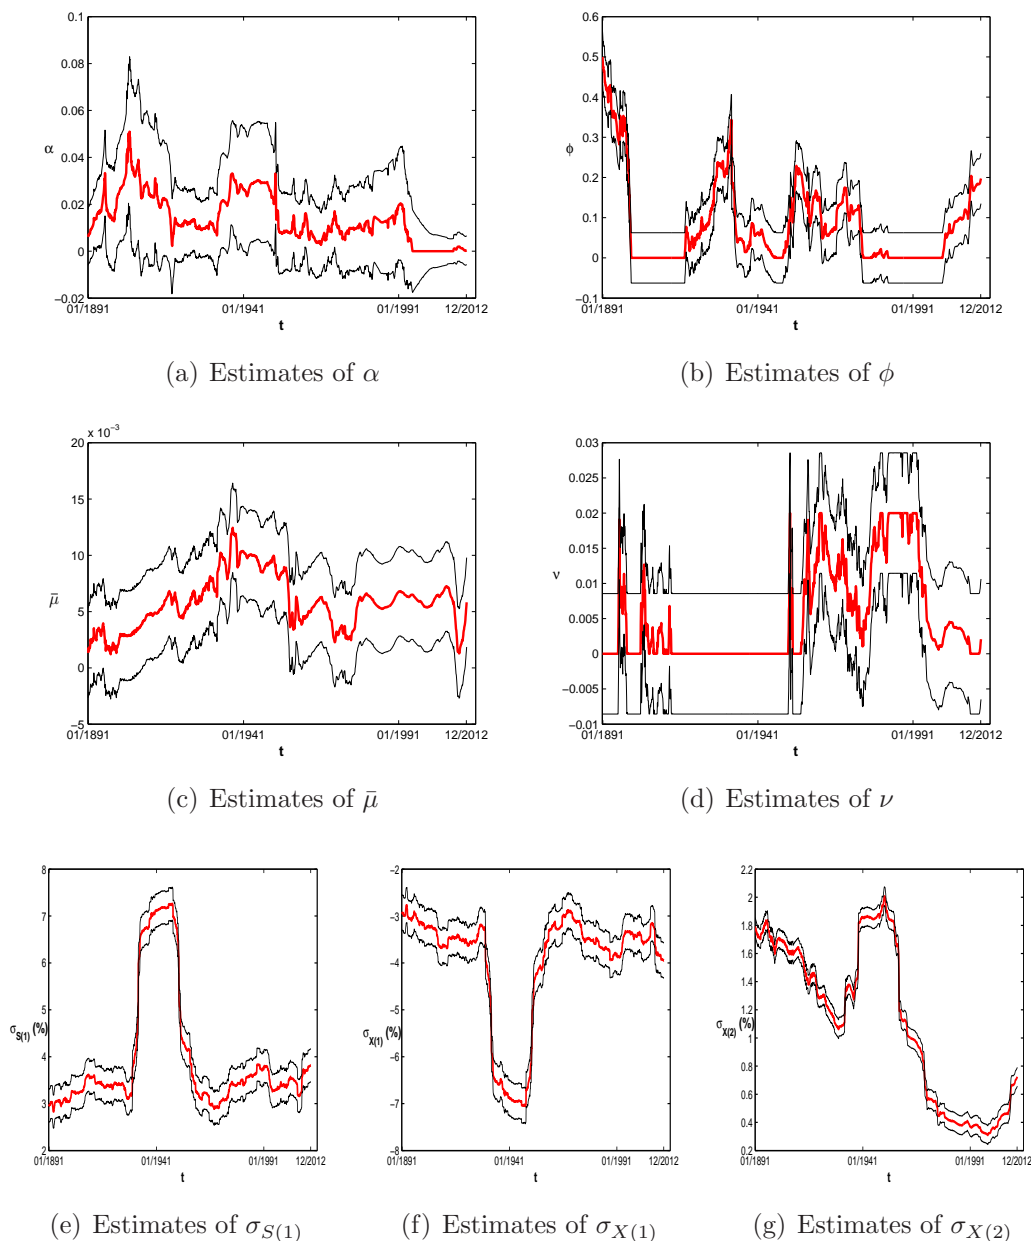 0.1
0.08
0.06
0.04
α
0.02
0
−0.02
01/1891 01/1941 01/1991 12/2012
t
(a) Estimates of α
0.6
0.5
0.4
0.3
ϕ
0.2
0.1
0
−0.1
01/1891 01/1941 01/1991 12/2012
t
(b) Estimates of ϕ
x 10⁻³
20
15
10
μ̄
5
0
−5
01/1891 01/1941 01/1991 12/2012
t
(c) Estimates of μ̄
0.03
0.025
0.02
0.015
ν
0.01
0.005
0
−0.005
−0.01
01/1891 01/1941 01/1991 12/2012
t
(d) Estimates of ν
8
7
6
5
σS(1) (%)
4
3
2
01/1891 01/1941 01/1991 12/2012
t
(e) Estimates of σS(1)
−2
−3
−4
−5
σX(1) (%)
−6
−7
−8
01/1891 01/1941 01/1991 12/2012
t
(f) Estimates of σX(1)
2.2
2
1.8
1.6
1.4
σX(2) (%)
1.2
1
0.8
0.6
0.4
0.2
01/1891 01/1941 01/1991 12/2012
t
(g) Estimates of σX(2)